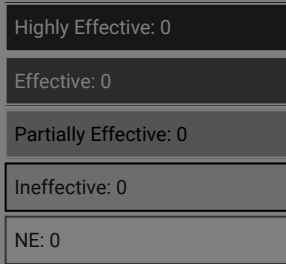 Highly Effective: 0
Effective: 0
Partially Effective: 0
Ineffective: 0
NE: 0